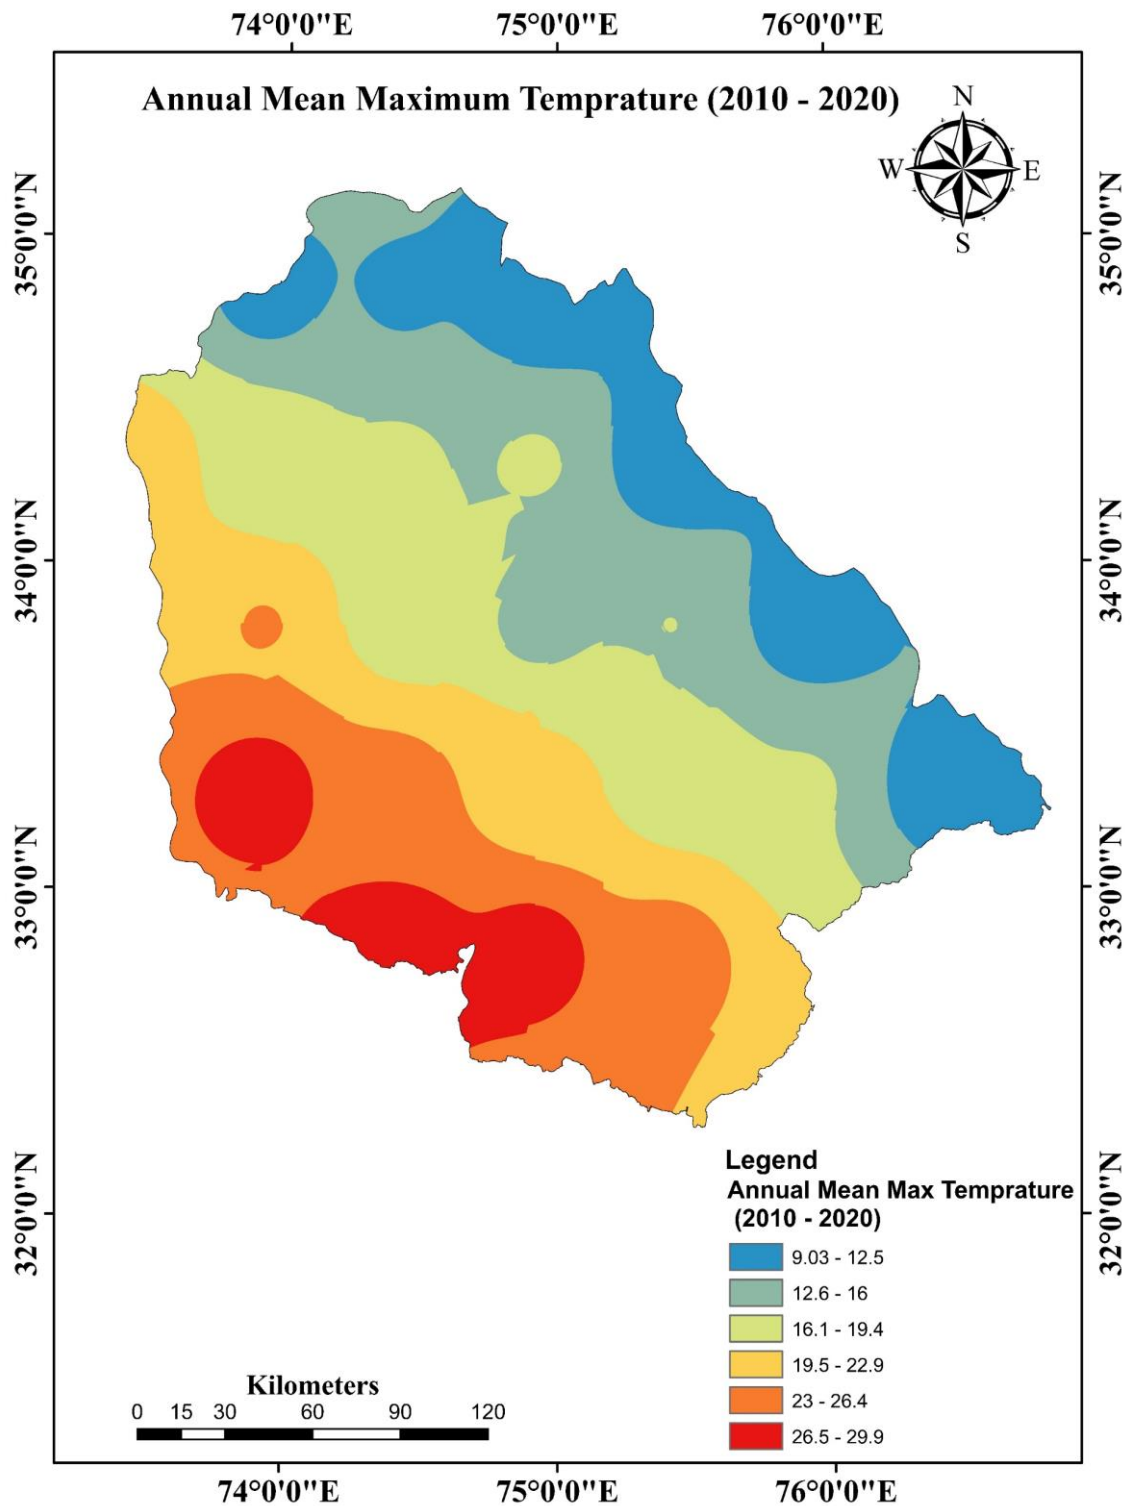 74°0'0"E 75°0'0"E 76°0'0"E
Annual Mean Maximum Temprature (2010 - 2020)
N
W E
S
35°0'0"N 35°0'0"N
34°0'0"N 34°0'0"N
33°0'0"N 33°0'0"N
32°0'0"N 32°0'0"N
Legend
Annual Mean Max Temprature
(2010 - 2020)
9.03 - 12.5
12.6 - 16
16.1 - 19.4
19.5 - 22.9
23 - 26.4
26.5 - 29.9
Kilometers
0 15 30 60 90 120
74°0'0"E 75°0'0"E 76°0'0"E